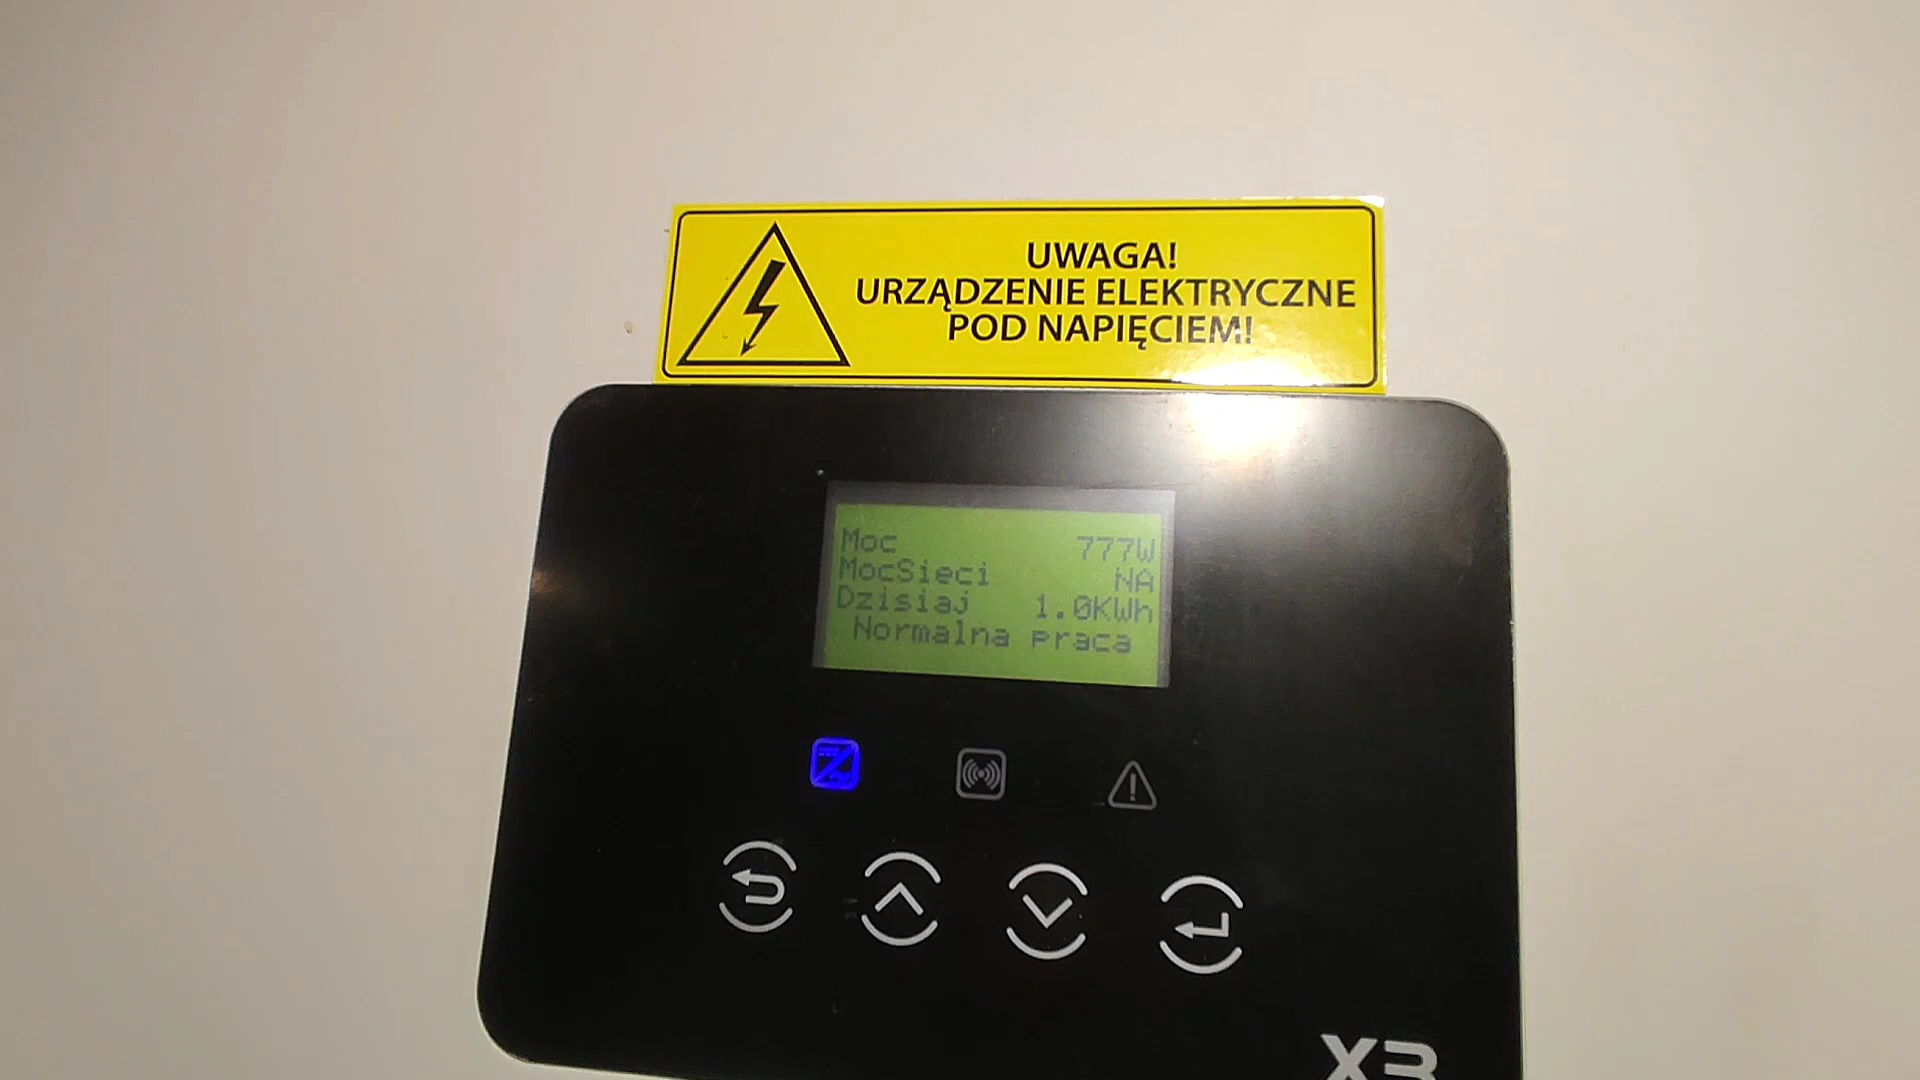 UWAGA!
URZĄDZENIE ELEKTRYCZNE
POD NAPIĘCIEM!
Moc 777W
MocSieci NA
Dzisiaj 1.0KWh
Normalna praca
X3